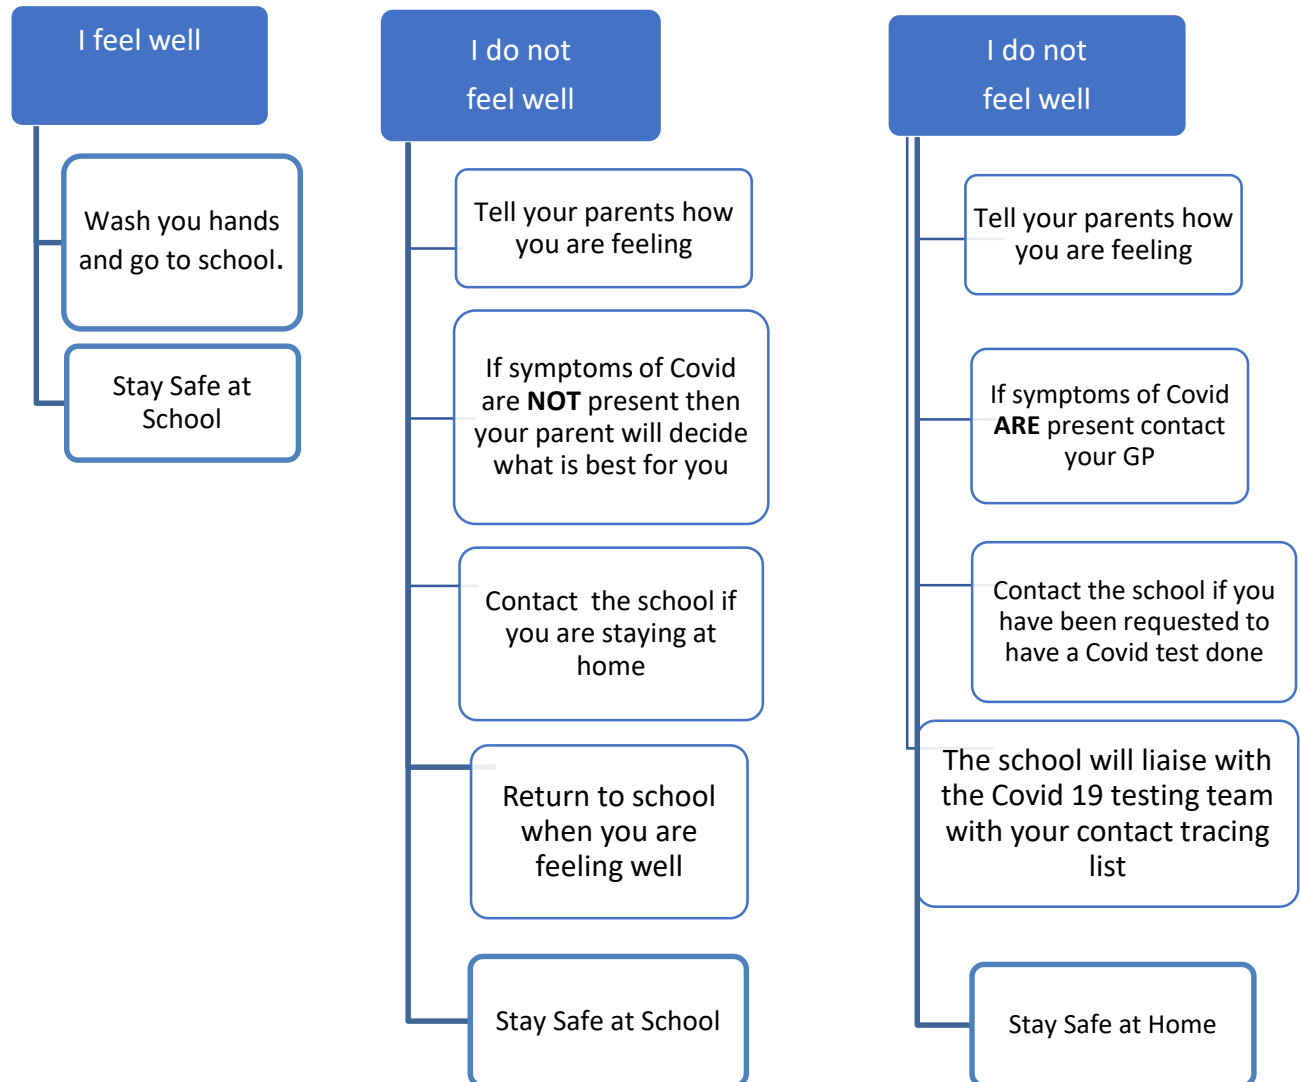 I feel well
Wash you hands
and go to school.
Stay Safe at
School
I do not
feel well
Tell your parents how
you are feeling
If symptoms of Covid
are NOT present then
your parent will decide
what is best for you
Contact  the school if
you are staying at
home
Return to school
when you are
feeling well
Stay Safe at School
I do not
feel well
Tell your parents how
you are feeling
If symptoms of Covid
ARE present contact
your GP
Contact the school if you
have been requested to
have a Covid test done
The school will liaise with
the Covid 19 testing team
with your contact tracing
list
Stay Safe at Home